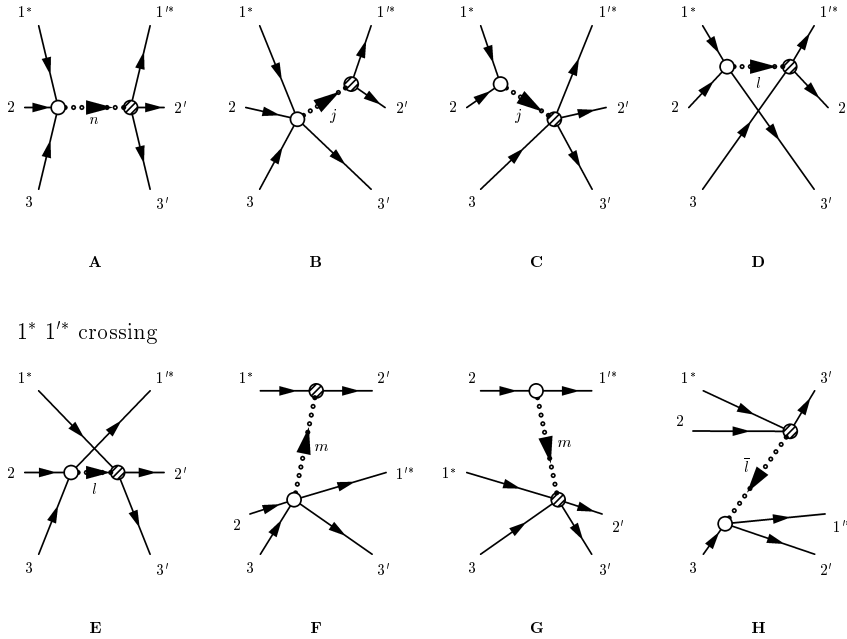 1* 1′* 1* 1′* 1* 1′* 1* 1′*
2 n 2′ 2 j 2′ 2 j 2′ 2 l 2
3 3′ 3 3′ 3 3′ 3 3′
A B C D
1* 1′* crossing
1* 1′* 1* 2′ 2 1′* 1* 3′
2 l 2′ m 1′* 1* m 2 l̅
2 2′ 1′*
3 3′ 3 3′ 3 3′ 3 2′
E F G H